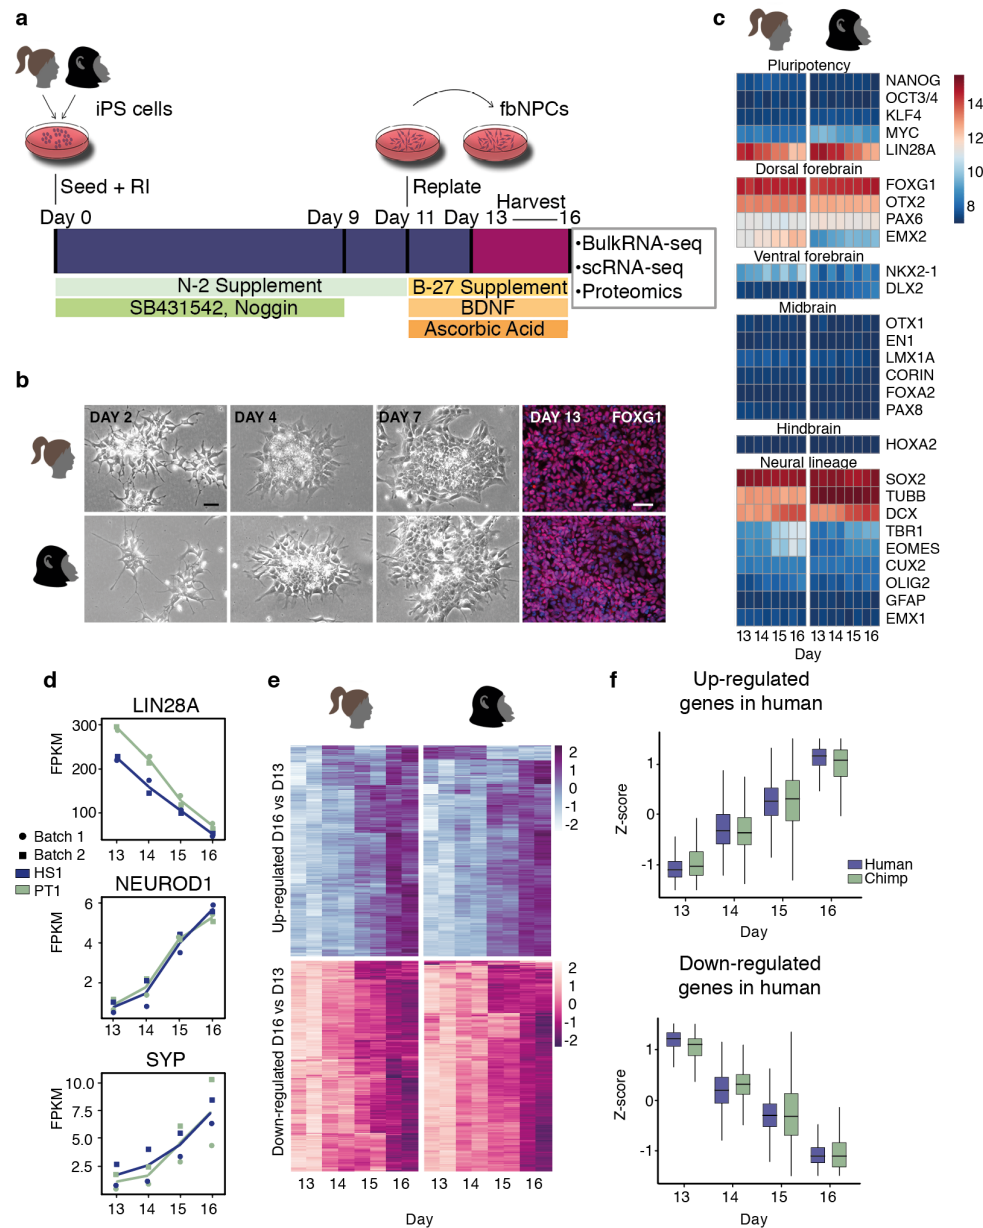 a
iPS cells
fbNPCs
Seed + RI
Replate
Harvest
Day 0
Day 9
Day 11
Day 13
16
•BulkRNA-seq
•scRNA-seq
•Proteomics
N-2 Supplement
B-27 Supplement
SB431542, Noggin
BDNF
Ascorbic Acid
b
DAY 2
DAY 4
DAY 7
DAY 13
FOXG1
c
Pluripotency
NANOG
OCT3/4
KLF4
MYC
LIN28A
Dorsal forebrain
FOXG1
OTX2
PAX6
EMX2
Ventral forebrain
NKX2-1
DLX2
Midbrain
OTX1
EN1
LMX1A
CORIN
FOXA2
PAX8
Hindbrain
HOXA2
Neural lineage
SOX2
TUBB
DCX
TBR1
EOMES
CUX2
OLIG2
GFAP
EMX1
13 14 15 16 13 14 15 16
Day
14
12
10
8
d
LIN28A
FPKM
300
200
100
13 14 15 16
Batch 1
Batch 2
HS1
PT1
NEUROD1
FPKM
6
4
2
13 14 15 16
SYP
FPKM
10.0
7.5
5.0
2.5
13 14 15 16
e
Up-regulated D16 vs D13
2
1
0
-1
-2
Down-regulated D16 vs D13
2
1
0
-1
-2
13 14 15 16 13 14 15 16
Day
f
Up-regulated
genes in human
Z-score
1
0
-1
Human
Chimp
13 14 15 16
Day
Down-regulated
genes in human
Z-score
1
0
-1
13 14 15 16
Day